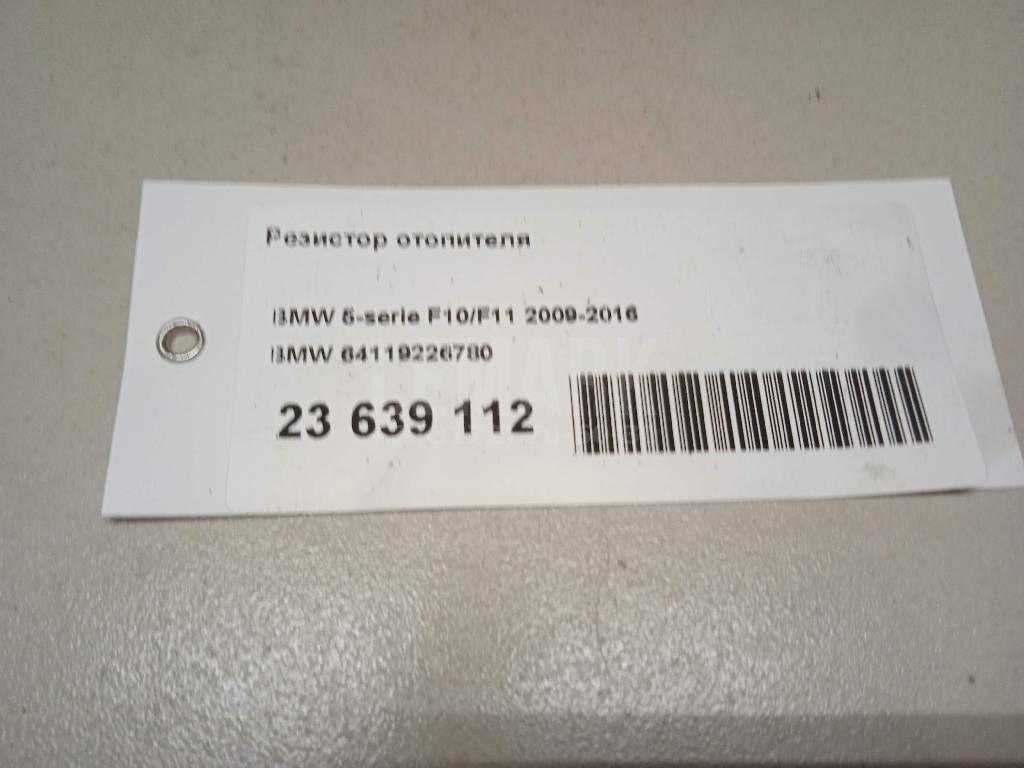 Резистор отопителя
BMW 5-serie F10/F11 2009-2016
BMW 64119226780
23 639 112